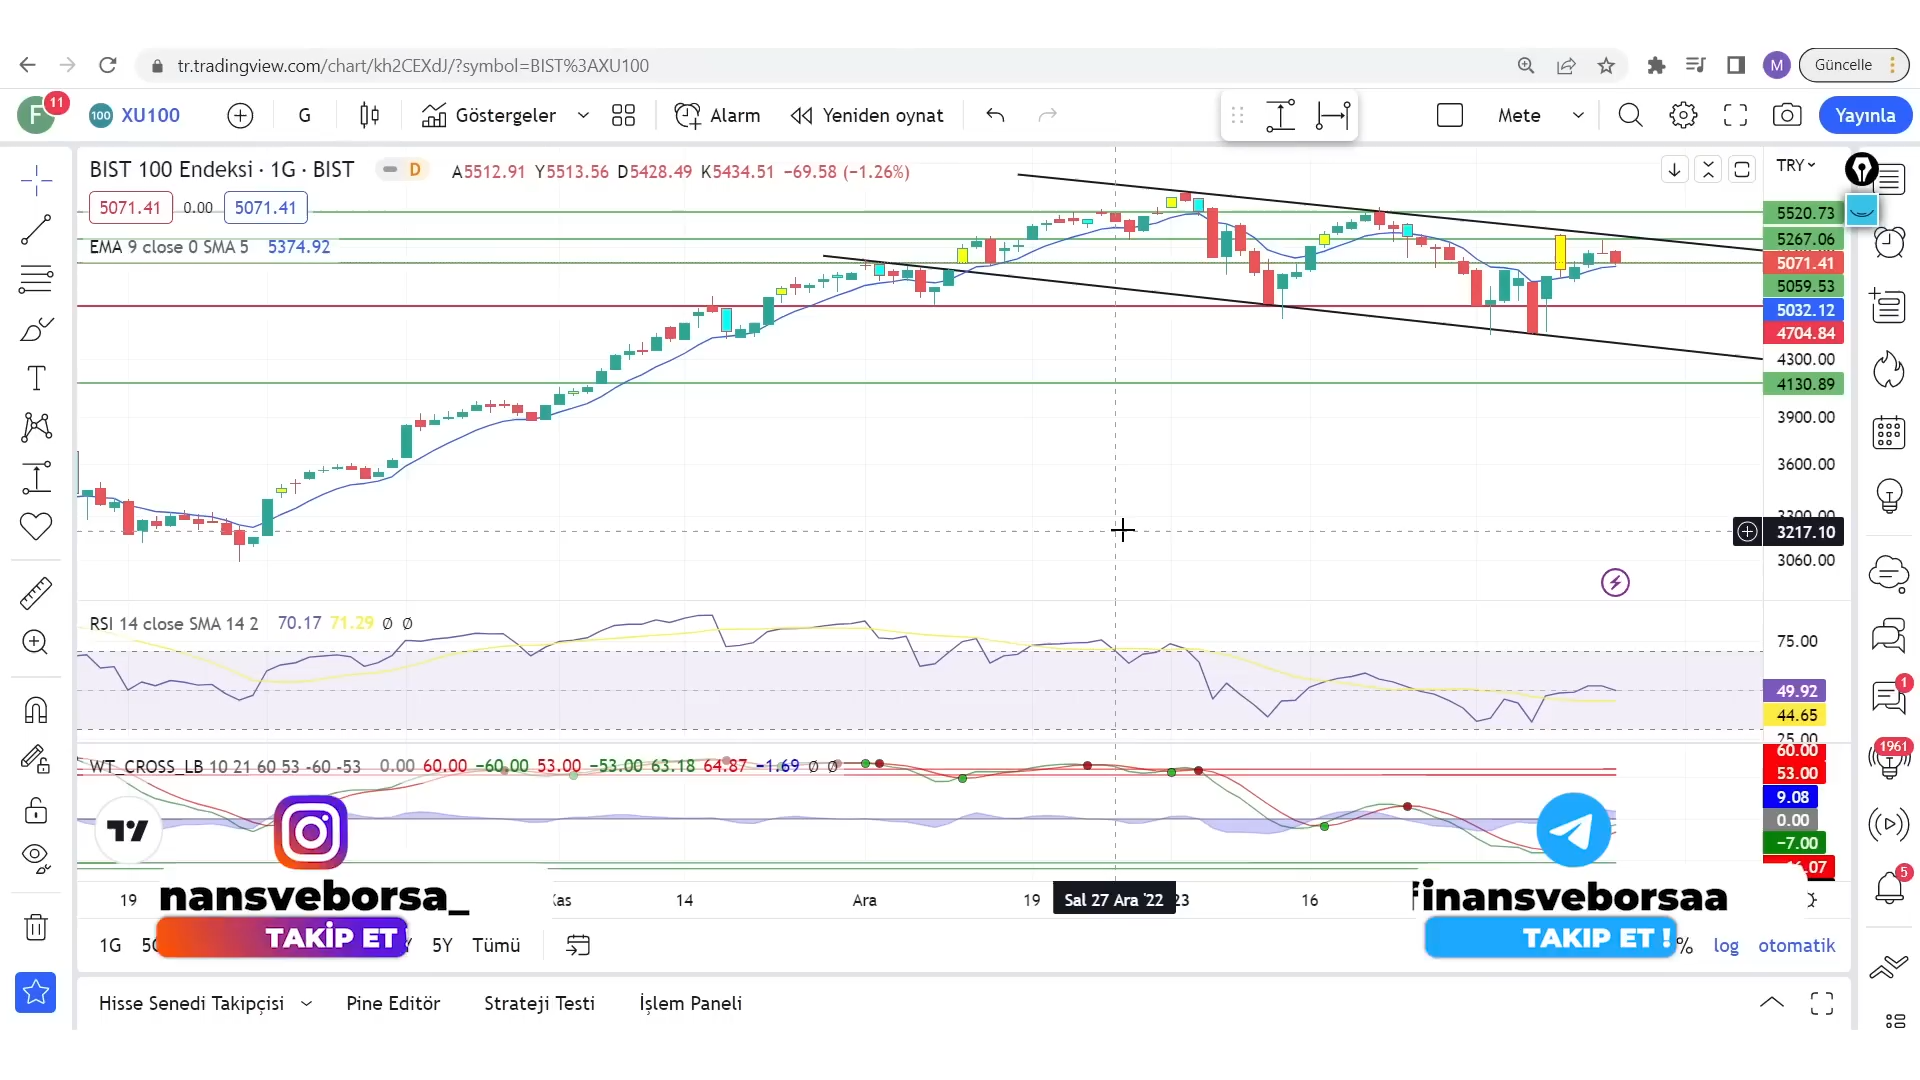 tr.tradingview.com/chart/kh2CEXdJ/?symbol=BIST%3AXU100
M
Güncelle
F
11
100 XU100
G
Göstergeler
Alarm
Yeniden oynat
Mete
Yayınla
BIST 100 Endeksi · 1G · BIST
D
A5512.91 Y5513.56 D5428.49 K5434.51 −69.58 (−1.26%)
TRY
5071.41 0.00 5071.41
EMA 9 close 0 SMA 5 5374.92
5520.73
5267.06
5071.41
5059.53
5032.12
4704.84
4300.00
4130.89
3900.00
3600.00
3300.00
3217.10
3060.00
RSI 14 close SMA 14 2 70.17 71.29 Ø Ø
75.00
49.92
44.65
25.00
WT_CROSS_LB 10 21 60 53 -60 -53 0.00 60.00 −60.00 53.00 −53.00 63.18 64.87 −1.69 Ø Ø
60.00
53.00
9.08
0.00
−7.00
1
1961
5
19
14
Ara
19
Sal 27 Ara '22
23
16
nansveborsa_
TAKİP ET
finansveborsaa
TAKIP ET !
1G
5Y
Tümü
%
log
otomatik
Hisse Senedi Takipçisi
Pine Editör
Strateji Testi
İşlem Paneli